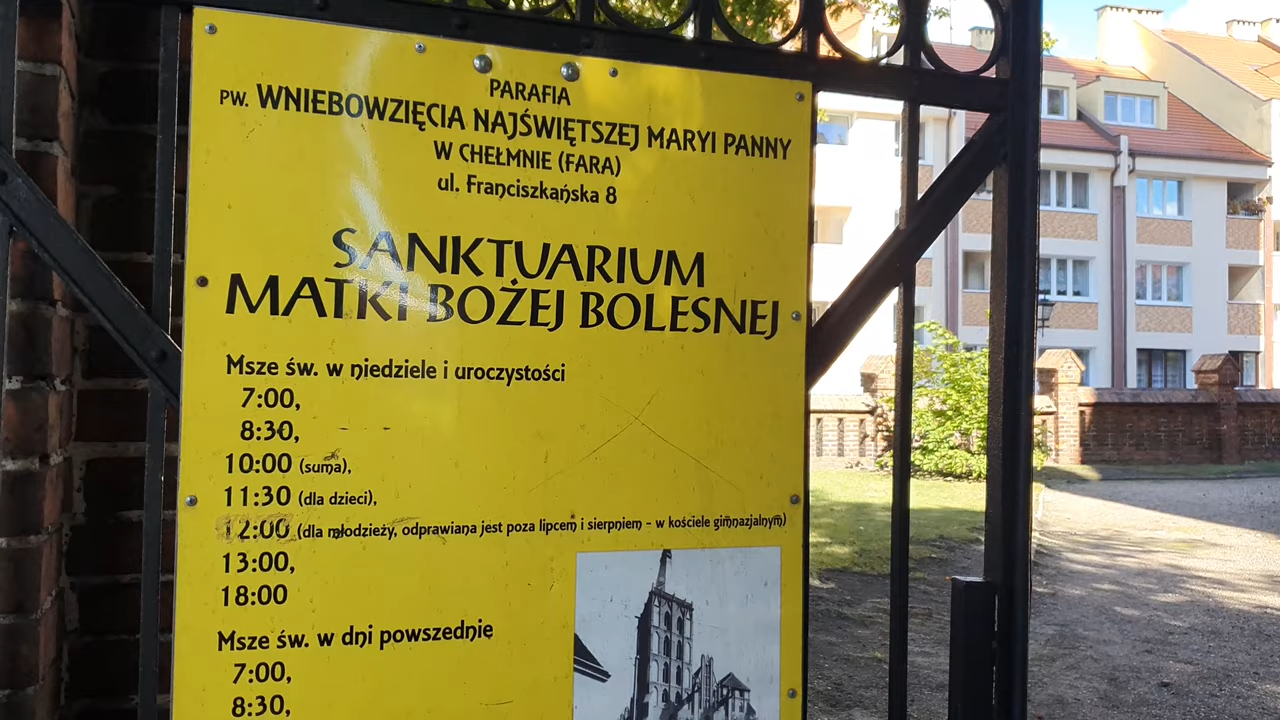 PARAFIA
PW. WNIEBOWZIĘCIA NAJŚWIĘTSZEJ MARYI PANNY
W CHEŁMNIE (FARA)
ul. Franciszkańska 8
SANKTUARIUM
MATKI BOŻEJ BOLESNEJ
Msze św. w niedziele i uroczystości
7:00,
8:30,
10:00 (suma),
11:30 (dla dzieci),
12:00 (dla młodzieży, odprawiana jest poza lipcem i sierpniem – w kościele gimnazjalnym)
13:00,
18:00
Msze św. w dni powszednie
7:00,
8:30,